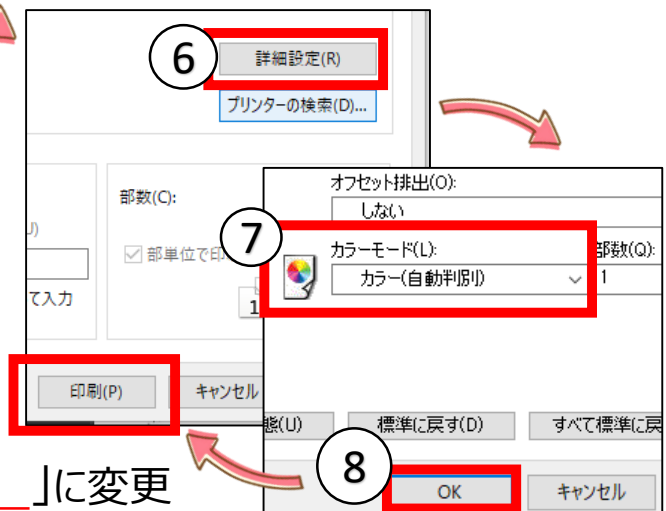 ⑥
詳細設定(R)
プリンターの検索(D)...
部数(C):
部単位で印
て入力
1
印刷(P)
キャンセル
オフセット排出(O):
しない
⑦
カラーモード(L):
部数(Q):
カラー(自動判別)
1
態(U)
標準に戻す(D)
すべて標準に戻
⑧
OK
キャンセル
」に変更